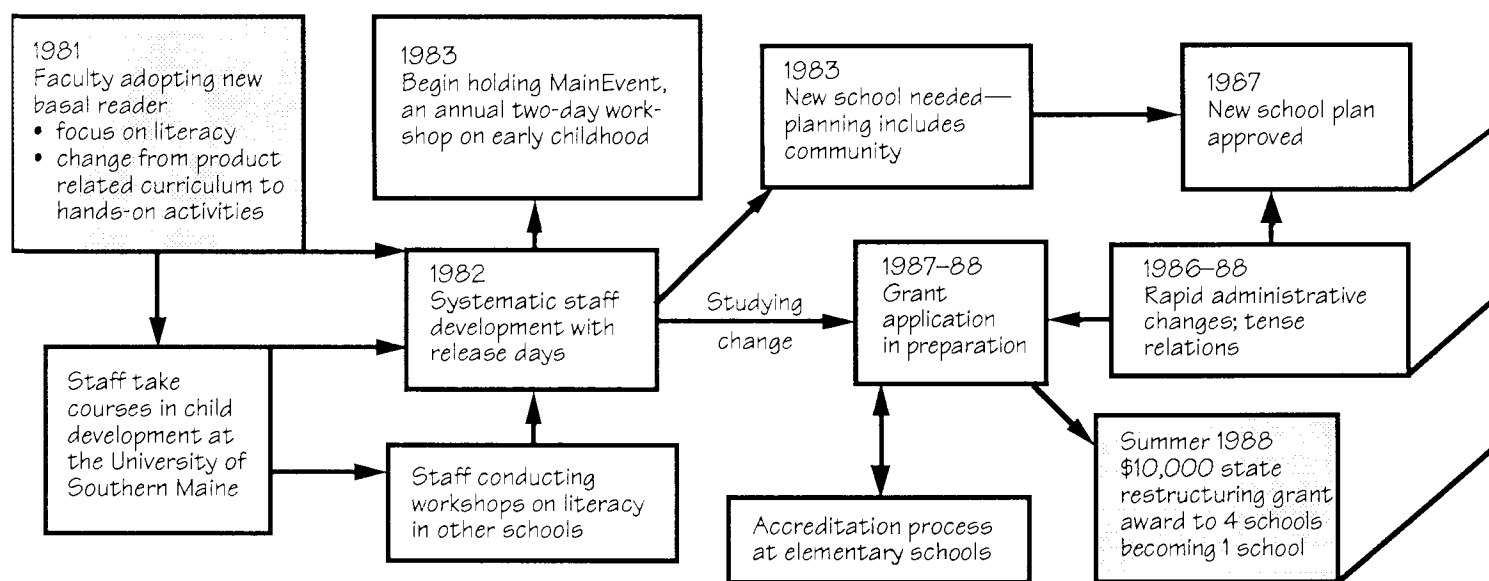 1981
Faculty adopting new
basal reader
• focus on literacy
• change from product
related curriculum to
hands-on activities
1983
Begin holding MainEvent,
an annual two-day work-
shop on early childhood
1983
New school needed—
planning includes
community
1987
New school plan
approved
1982
Systematic staff
development with
release days
Studying
change
1987–88
Grant
application
in preparation
1986–88
Rapid administrative
changes; tense
relations
Staff take
courses in child
development at
the University of
Southern Maine
Staff conducting
workshops on literacy
in other schools
Accreditation process
at elementary schools
Summer 1988
$10,000 state
restructuring grant
award to 4 schools
becoming 1 school